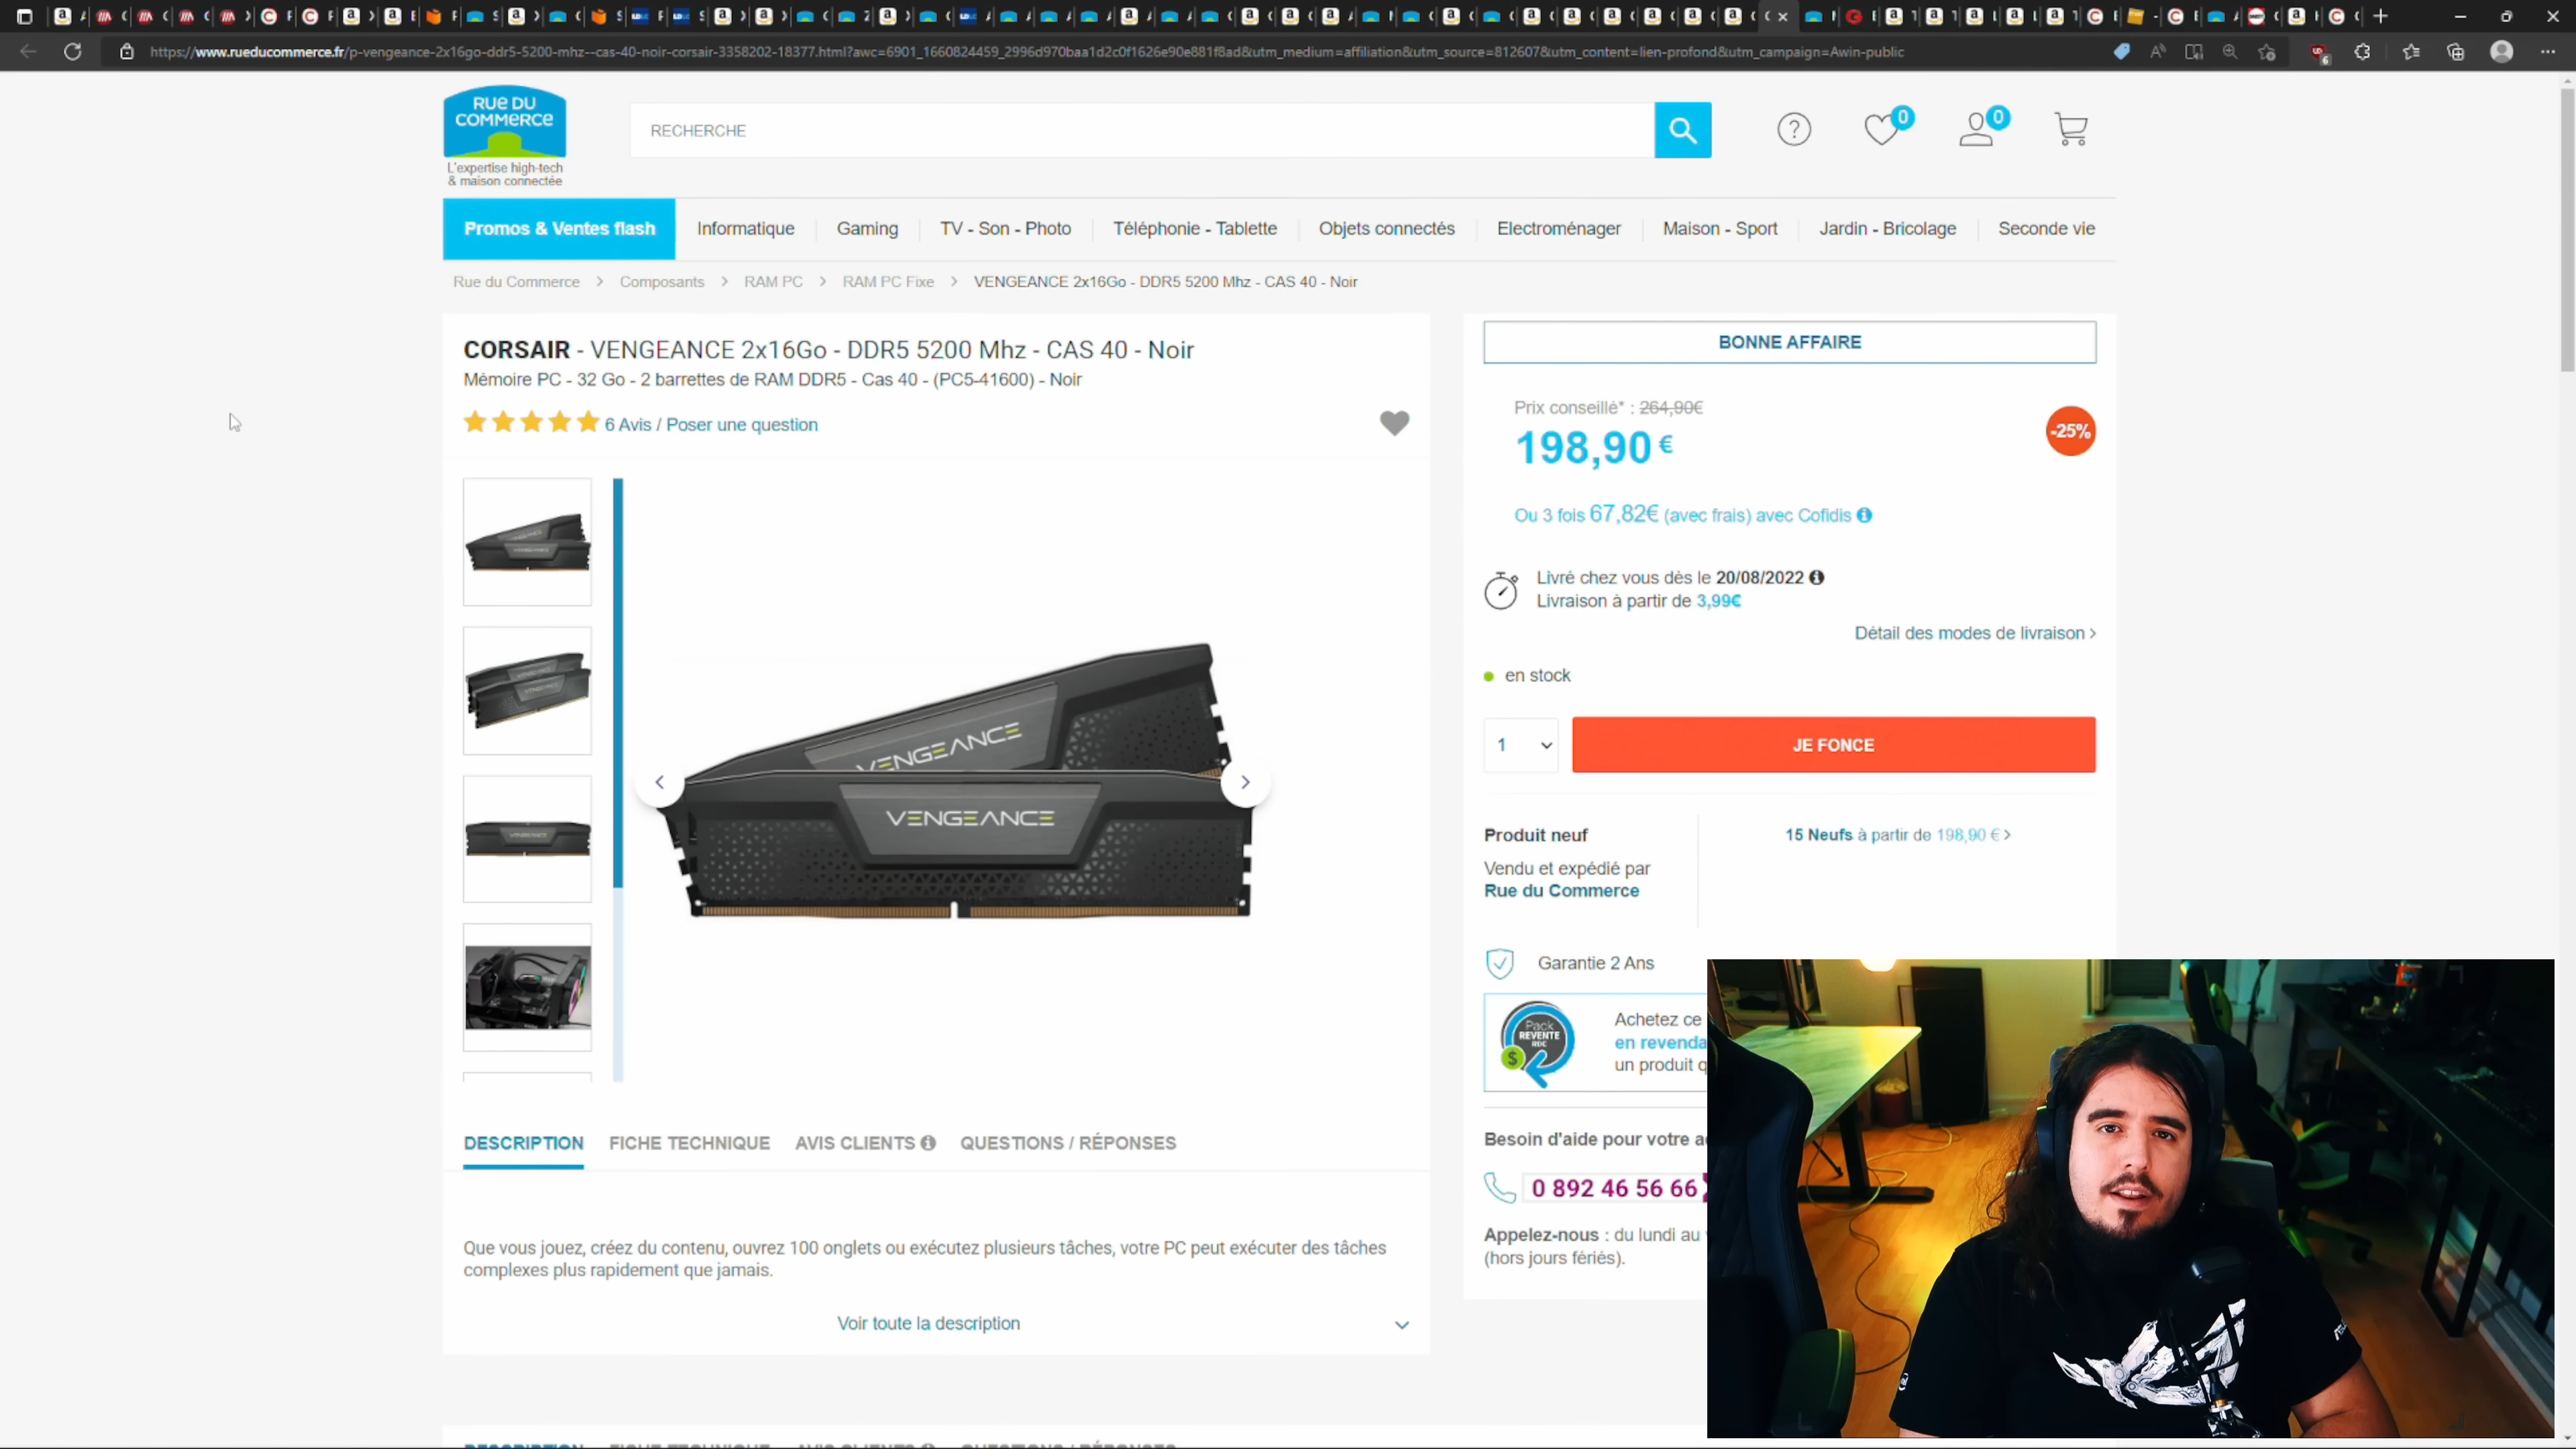 https://www.rueducommerce.fr/p-vengeance-2x16go-ddr5-5200-mhz--cas-40-noir-corsair-3358202-18377.html?awc=6901_1660824459_2996d970baa1d2c0f1626e90e881f8ad&utm_medium=affiliation&utm_source=812607&utm_content=lien-profond&utm_campaign=Awin-public
RUE DU
COMMERCE
L'expertise high-tech
& maison connectée
RECHERCHE
0
0
Promos & Ventes flash
Informatique
Gaming
TV - Son - Photo
Téléphonie - Tablette
Objets connectés
Electroménager
Maison - Sport
Jardin - Bricolage
Seconde vie
Rue du Commerce > Composants > RAM PC > RAM PC Fixe > VENGEANCE 2x16Go - DDR5 5200 Mhz - CAS 40 - Noir
CORSAIR - VENGEANCE 2x16Go - DDR5 5200 Mhz - CAS 40 - Noir
Mémoire PC - 32 Go - 2 barrettes de RAM DDR5 - Cas 40 - (PC5-41600) - Noir
6 Avis / Poser une question
VENGEANCE
VENGEANCE
BONNE AFFAIRE
Prix conseillé* : 264,90€
198,90 €
-25%
Ou 3 fois 67,82€ (avec frais) avec Cofidis
Livré chez vous dès le 20/08/2022
Livraison à partir de 3,99€
Détail des modes de livraison >
en stock
1
JE FONCE
Produit neuf
Vendu et expédié par
Rue du Commerce
15 Neufs à partir de 198,90 € >
Garantie 2 Ans
Pack
REVENTE
RDC
$
Achetez ce
en revenda
un produit q
Besoin d'aide pour votre a
0 892 46 56 66
Appelez-nous : du lundi au
(hors jours fériés).
DESCRIPTION
FICHE TECHNIQUE
AVIS CLIENTS
QUESTIONS / RÉPONSES
Que vous jouez, créez du contenu, ouvrez 100 onglets ou exécutez plusieurs tâches, votre PC peut exécuter des tâches
complexes plus rapidement que jamais.
Voir toute la description
DESCRIPTION
FICHE TECHNIQUE
AVIS CLIENTS
QUESTIONS / RÉPONSES